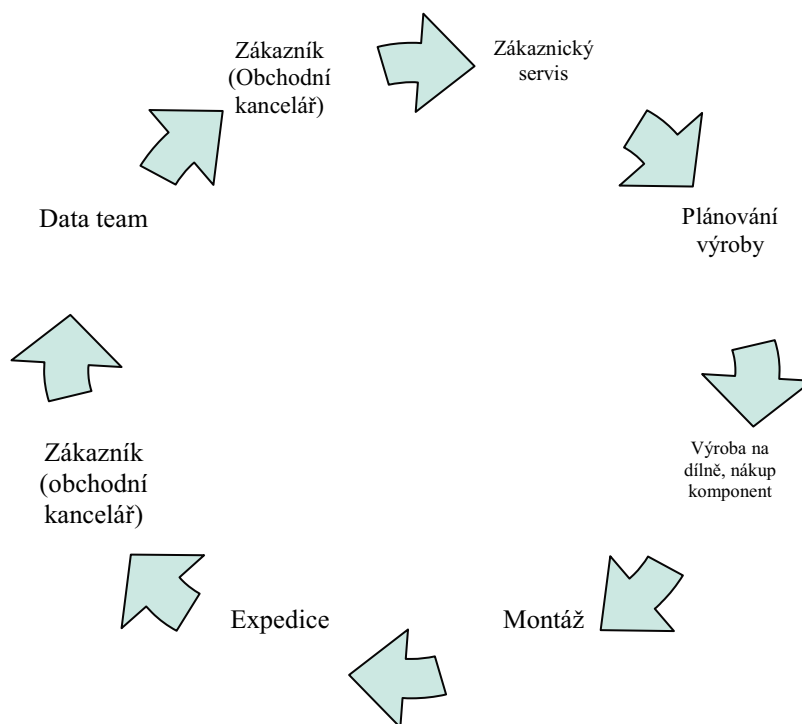 Zákazník
(Obchodní
kancelář)
Zákaznický
servis
Plánování
výroby
Výroba na
dílně, nákup
komponent
Montáž
Expedice
Zákazník
(obchodní
kancelář)
Data team